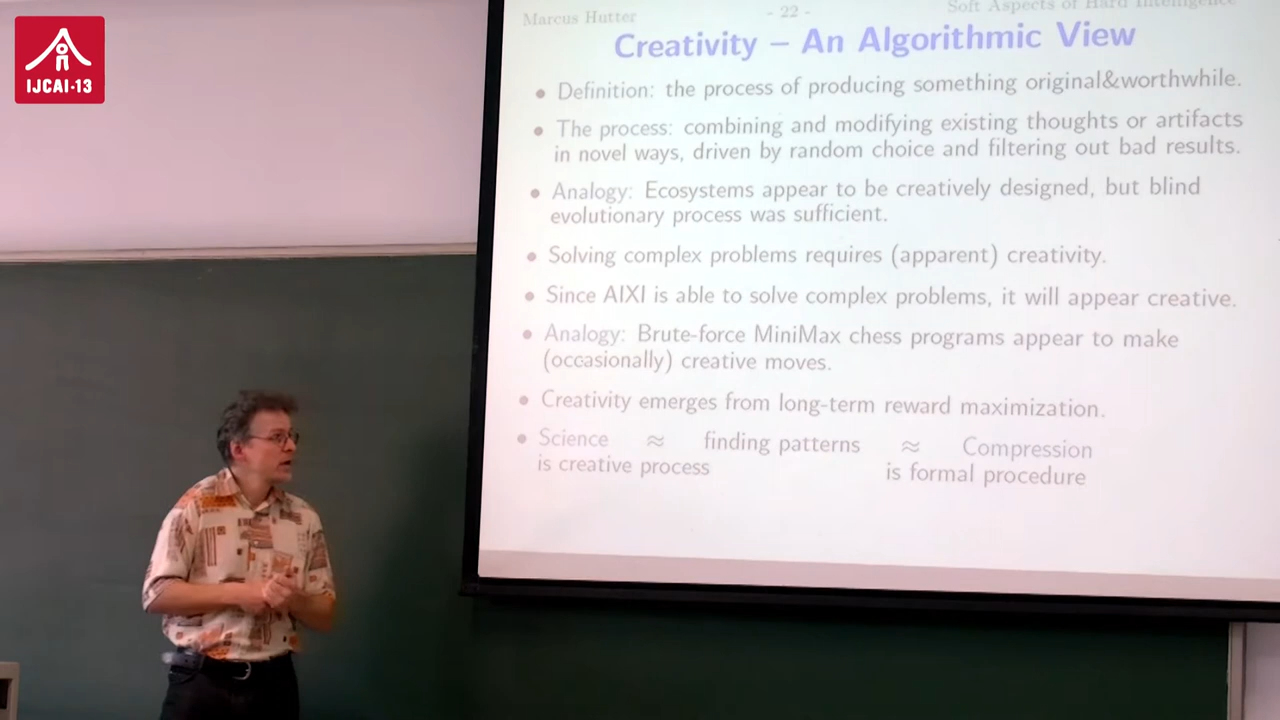 IJCAI-13
Marcus Hutter - 22 - Soft Aspects of Hard Intelligence
Creativity – An Algorithmic View
• Definition: the process of producing something original&worthwhile.
• The process: combining and modifying existing thoughts or artifacts
in novel ways, driven by random choice and filtering out bad results.
• Analogy: Ecosystems appear to be creatively designed, but blind
evolutionary process was sufficient.
• Solving complex problems requires (apparent) creativity.
• Since AIXI is able to solve complex problems, it will appear creative.
• Analogy: Brute-force MiniMax chess programs appear to make
(occasionally) creative moves.
• Creativity emerges from long-term reward maximization.
• Science ≈ finding patterns ≈ Compression
is creative process is formal procedure